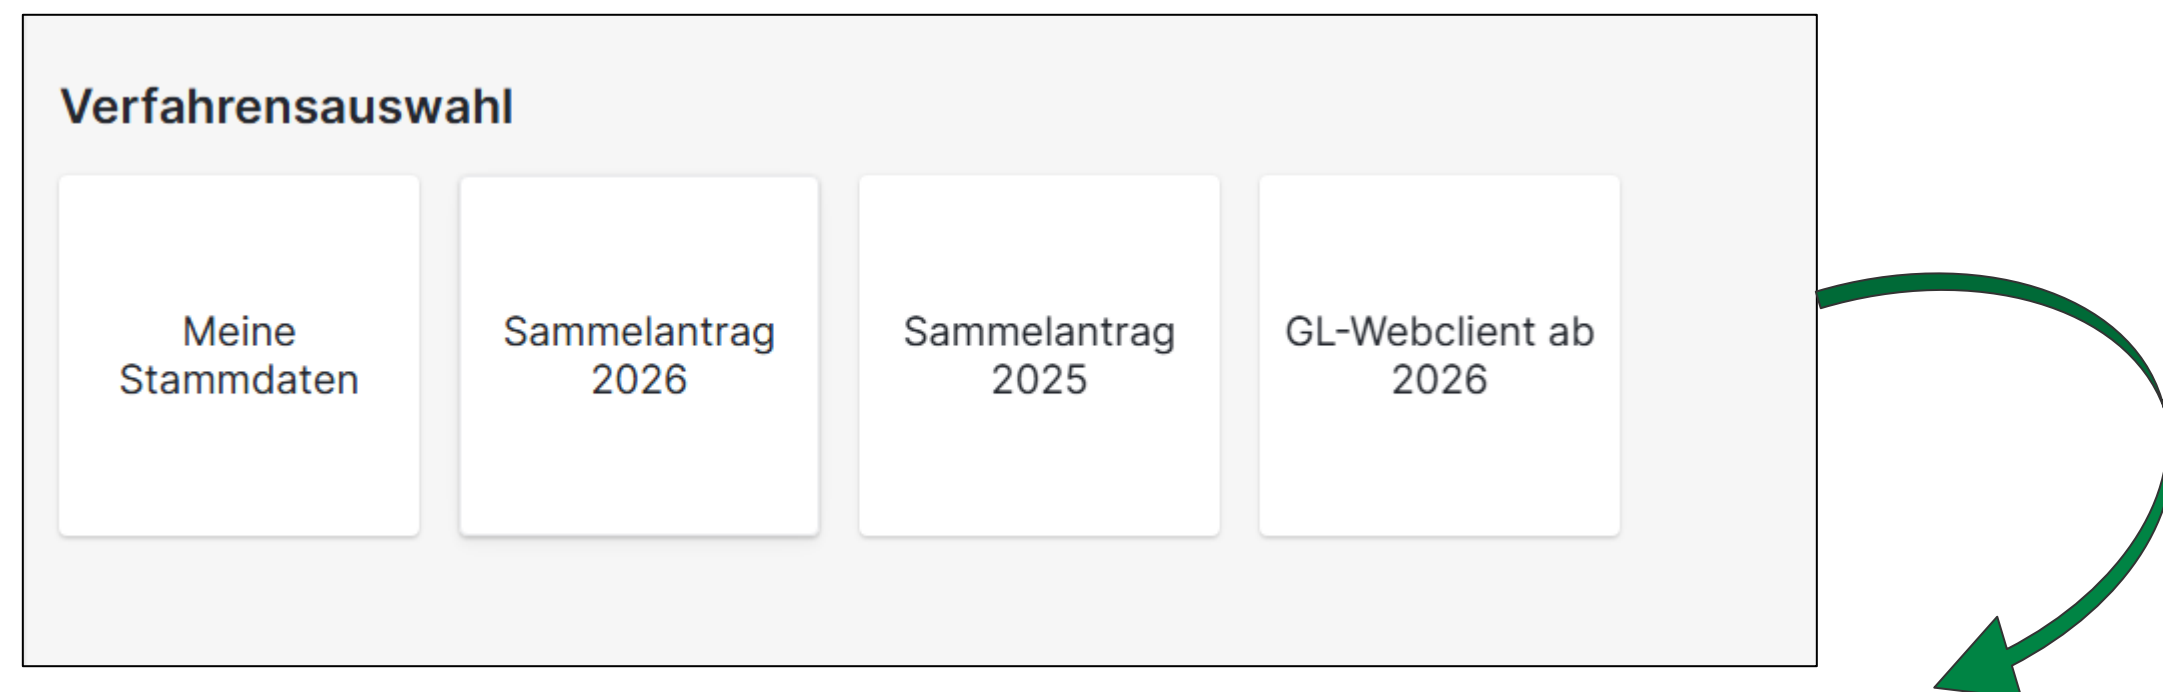 Verfahrensauswahl
Meine
Stammdaten
Sammelantrag
2026
Sammelantrag
2025
GL-Webclient ab
2026